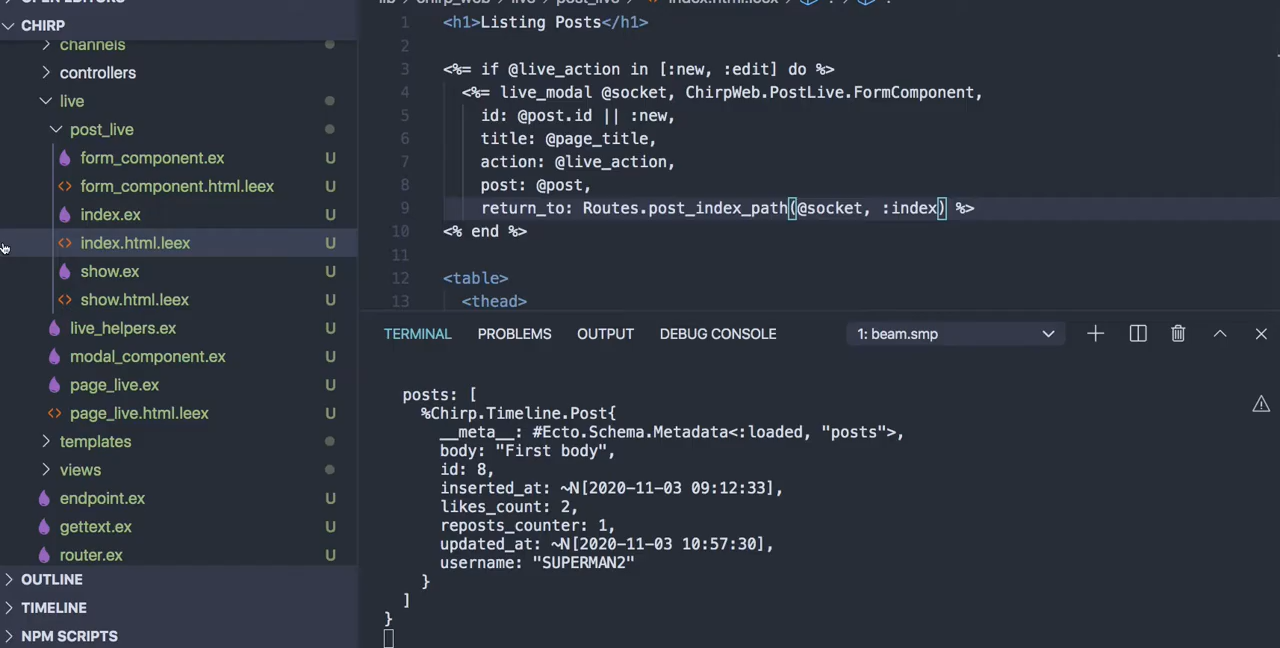 CHIRP
channels
controllers
live
post_live
form_component.ex U
form_component.html.leex U
index.ex U
index.html.leex U
show.ex U
show.html.leex U
live_helpers.ex U
modal_component.ex U
page_live.ex U
page_live.html.leex U
templates
views
endpoint.ex U
gettext.ex U
router.ex U
OUTLINE
TIMELINE
NPM SCRIPTS
1 <h1>Listing Posts</h1>
2
3 <%= if @live_action in [:new, :edit] do %>
4 <%= live_modal @socket, ChirpWeb.PostLive.FormComponent,
5 id: @post.id || :new,
6 title: @page_title,
7 action: @live_action,
8 post: @post,
9 return_to: Routes.post_index_path(@socket, :index) %>
10 <% end %>
11
12 <table>
13 <thead>
TERMINAL PROBLEMS OUTPUT DEBUG CONSOLE 1: beam.smp
posts: [
%Chirp.Timeline.Post{
__meta__: #Ecto.Schema.Metadata<:loaded, "posts">,
body: "First body",
id: 8,
inserted_at: ~N[2020-11-03 09:12:33],
likes_count: 2,
reposts_counter: 1,
updated_at: ~N[2020-11-03 10:57:30],
username: "SUPERMAN2"
}
]
}